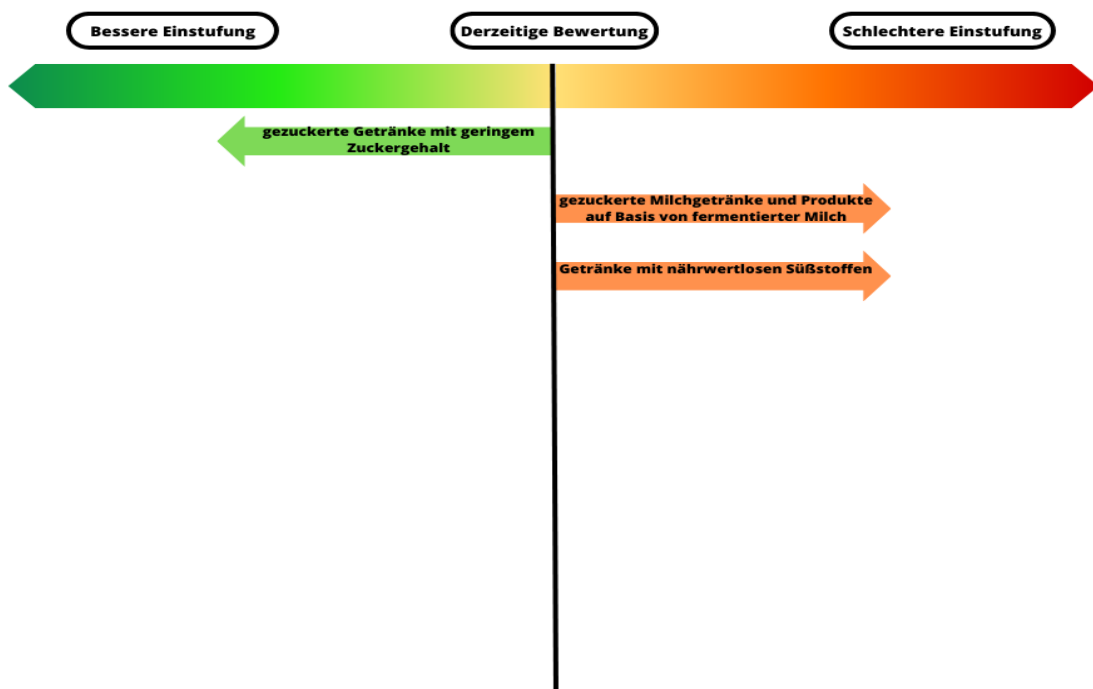 Bessere Einstufung
Derzeitige Bewertung
Schlechtere Einstufung
gezuckerte Getränke mit geringem
Zuckergehalt
gezuckerte Milchgetränke und Produkte
auf Basis von fermentierter Milch
Getränke mit nährwertlosen Süßstoffen